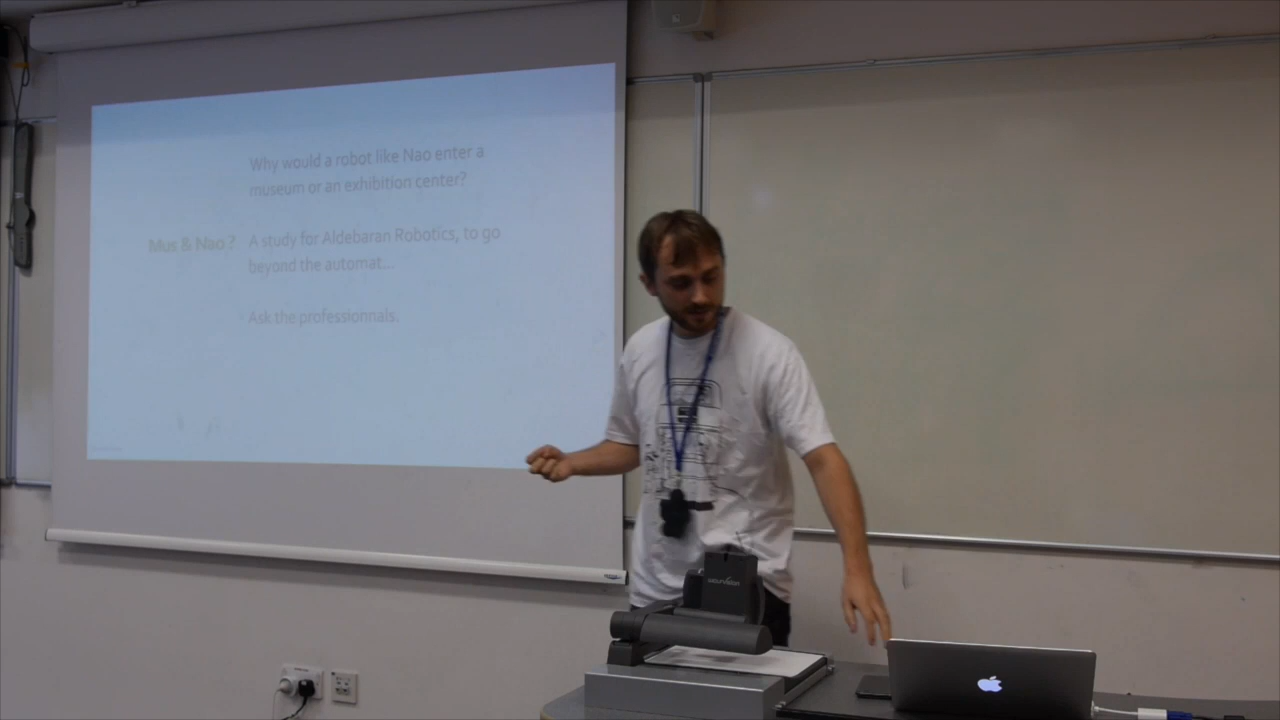 Why would a robot like Nao enter a
museum or an exhibition center?
Mus & Nao?
A study for Aldebaran Robotics, to go
beyond the automat...
Ask the professionnals.